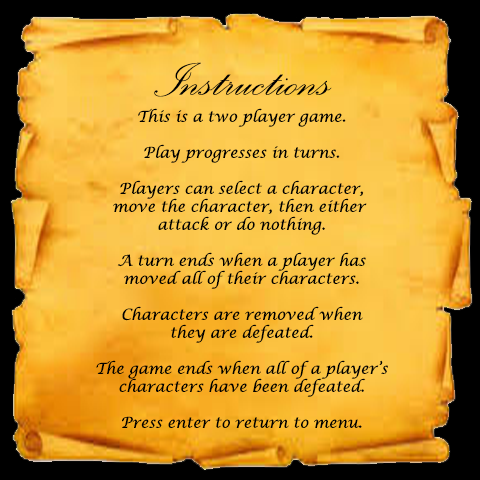 Instructions
This is a two player game.
Play progresses in turns.
Players can select a character,
move the character, then either
attack or do nothing.
A turn ends when a player has
moved all of their characters.
Characters are removed when
they are defeated.
The game ends when all of a player's
characters have been defeated.
Press enter to return to menu.